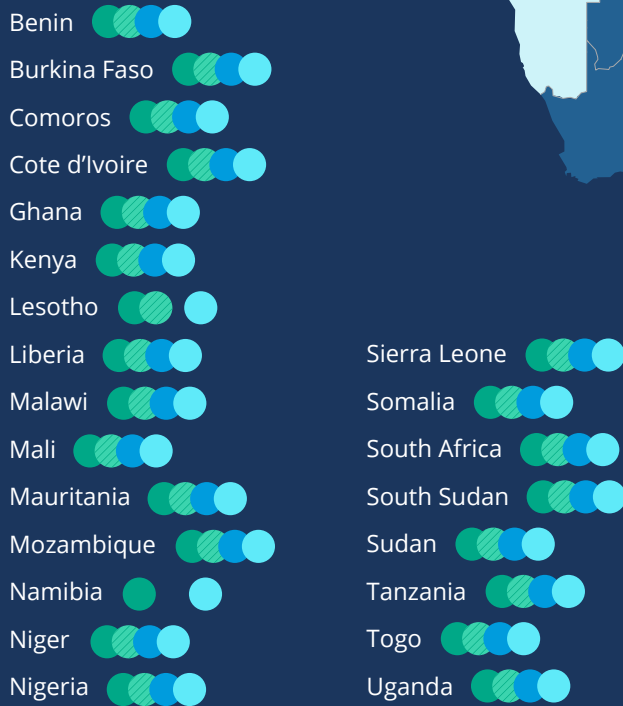 Benin
Burkina Faso
Comoros
Cote d’Ivoire
Ghana
Kenya
Lesotho
Liberia
Malawi
Mali
Mauritania
Mozambique
Namibia
Niger
Nigeria
Sierra Leone
Somalia
South Africa
South Sudan
Sudan
Tanzania
Togo
Uganda